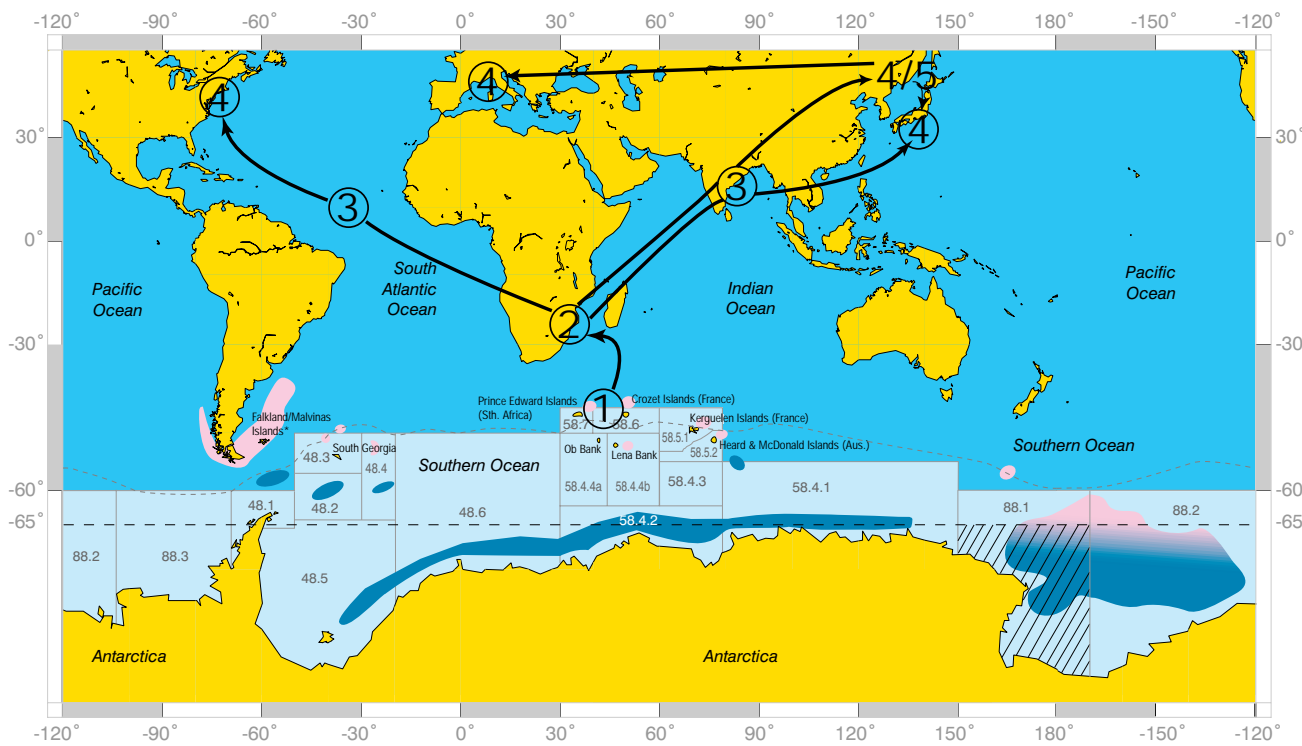 -120° -90° -60° -30° 0° 30° 60° 90° 120° 150° -180° -150° -120°
4
4/5
4
4
30° 30°
3
3
0° 0°
South
Atlantic
Ocean
Pacific
Ocean
Indian
Ocean
Pacific
Ocean
2
-30° -30
1
Prince Edward Islands
(Sth. Africa)
Crozet Islands (France)
Falkland/Malvinas
Islands*
58.7 58.6
Kerguelen Islands (France)
58.5.1
Heard & McDonald Islands (Aus.)
58.5.2
Southern Ocean
South Georgia
48.3
48.4
Southern Ocean
Ob Bank
Lena Bank
58.4.4a 58.4.4b 58.4.3 58.4.1
-60° -60
48.1 48.2 48.6 88.1 88.2
58.4.2
-65° -65
88.2 88.3
48.5
Antarctica
Antarctica
-120° -90° -60° -30° 0° 30° 60° 90° 120° 150° -180° -150° -120°